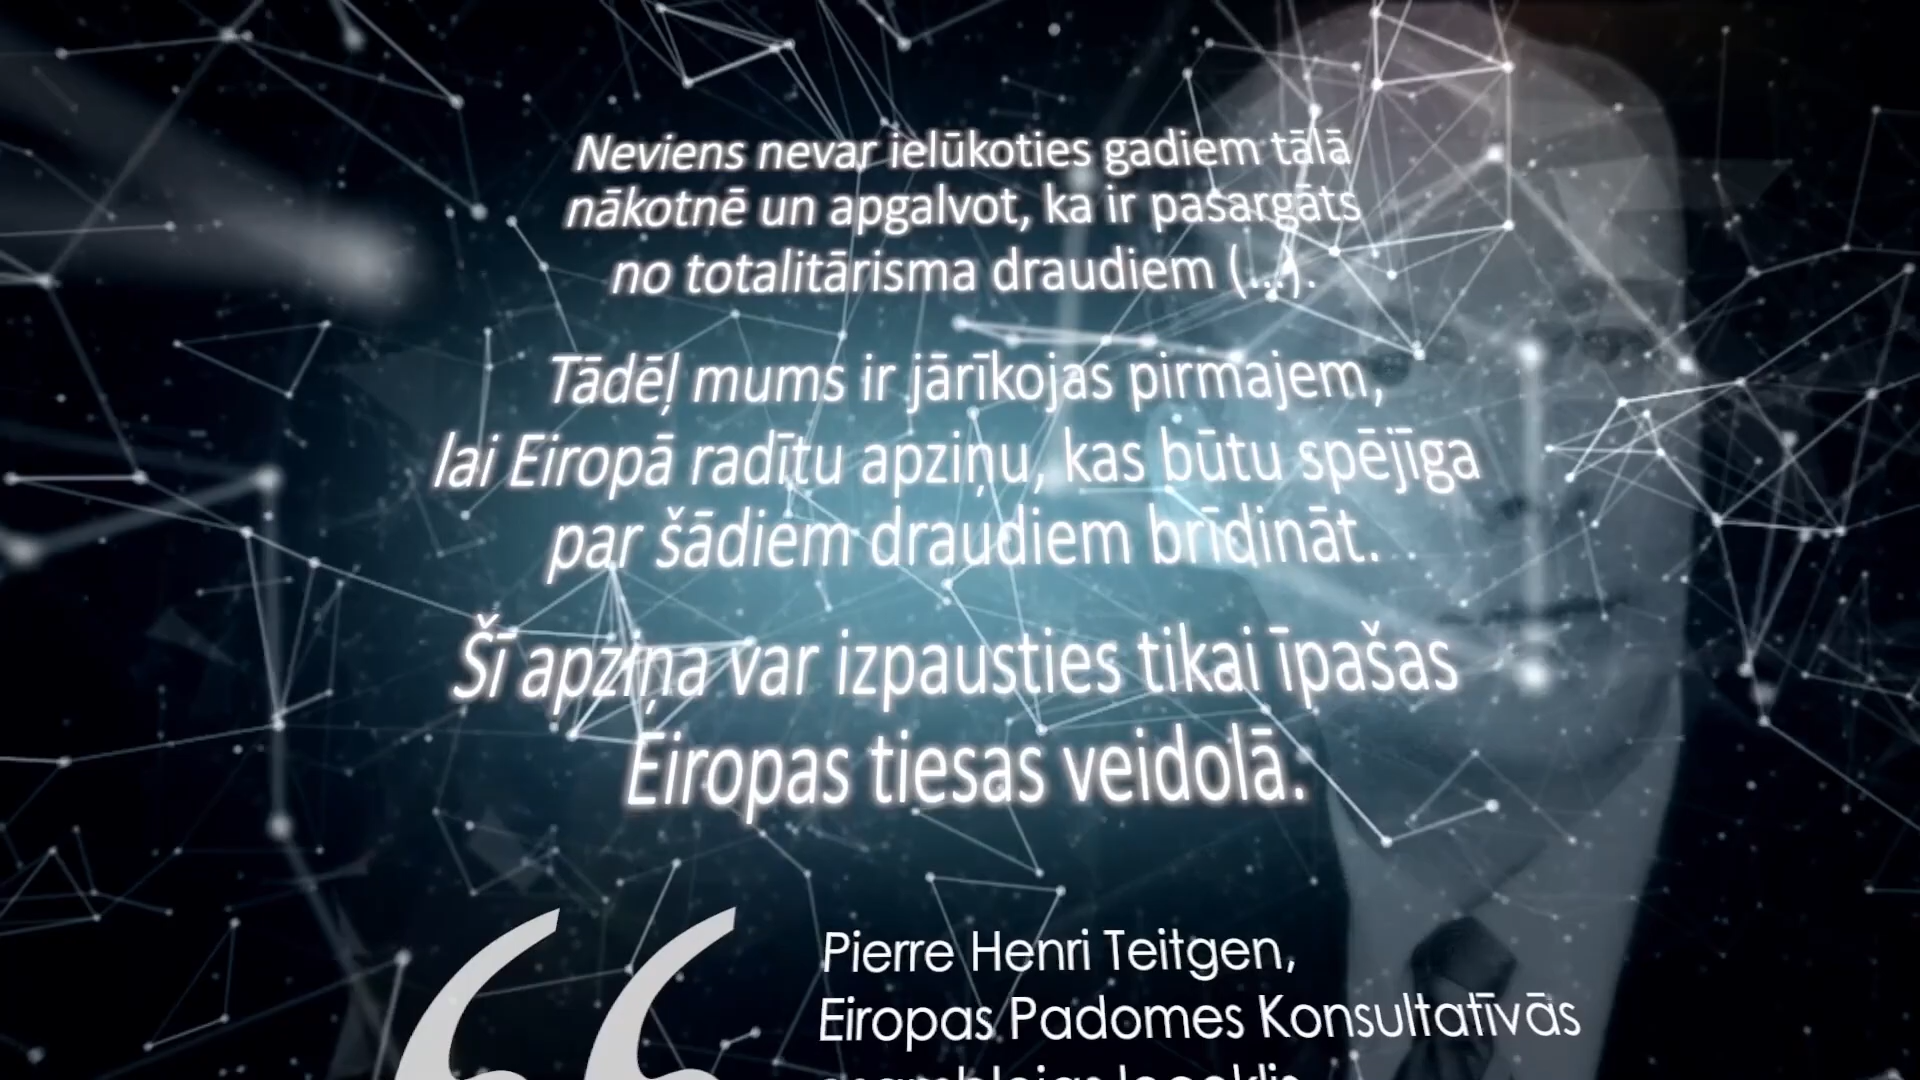 Neviens nevar ielūkoties gadiem tālā
nākotnē un apgalvot, ka ir pasargāts
no totalitārisma draudiem (...).
Tādēļ mums ir jārīkojas pirmajiem,
lai Eiropā radītu apziņu, kas būtu spējīga
par šādiem draudiem brīdināt.
Šī apziņa var izpausties tikai īpašas
Eiropas tiesas veidolā.
“
Pierre Henri Teitgen,
Eiropas Padomes Konsultatīvās